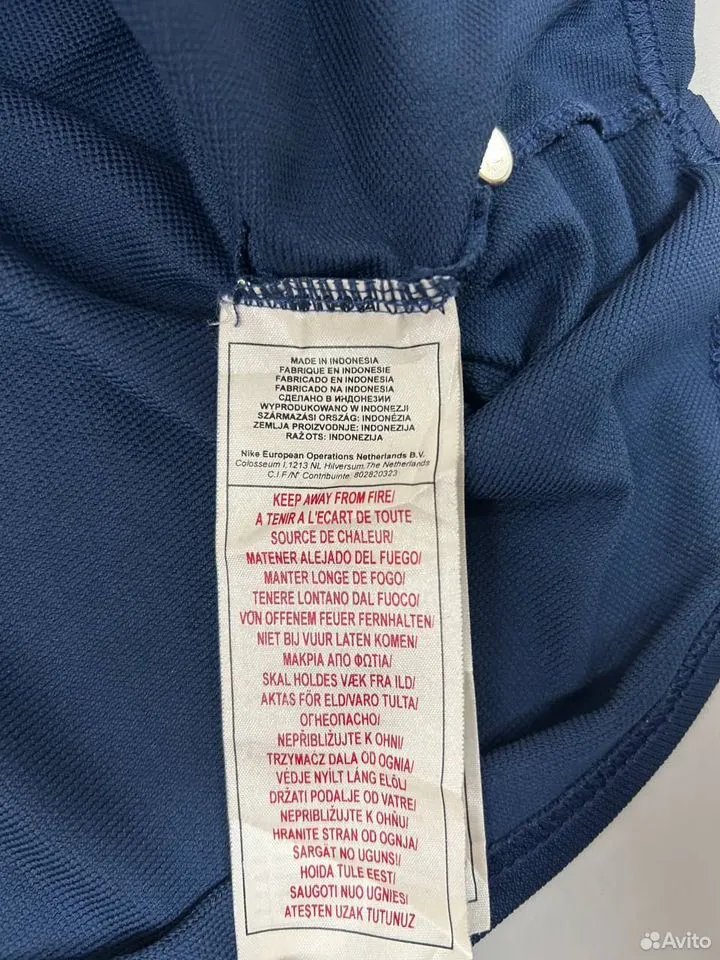 MADE IN INDONESIA
FABRIQUE EN INDONESIE
FABRICADO EN INDONESIA
FABRICADO NA INDONESIA
СДЕЛАНО В ИНДОНЕЗИИ
WYPRODUKOWANO W INDONEZJI
SZÁRMAZÁSI ORSZÁG: INDONÉZIA
ZEMLJA PROIZVODNJE: INDONEZIJA
RAŽOTS: INDONEZIJA
Nike European Operations Netherlands B.V.
Colosseum 1,1213 NL Hilversum,The Netherlands
C.I.F/N° Contribuinte: 802820323
KEEP AWAY FROM FIRE/
A TENIR A L'ECART DE TOUTE
SOURCE DE CHALEUR/
MATENER ALEJADO DEL FUEGO/
MANTER LONGE DE FOGO/
TENERE LONTANO DAL FUOCO/
VON OFFENEM FEUER FERNHALTEN/
NIET BIJ VUUR LATEN KOMEN/
ΜΑΚΡΙΑ ΑΠΟ ΦΩΤΙΑ/
SKAL HOLDES VÆK FRA ILD/
AKTAS FÖR ELD/VARO TULTA/
ОГНЕОПАСНО/
NEPŘIBLIŽUJTE K OHNI/
TRZYMAĆ Z DALA OD OGNIA/
VÉDJE NYÍLT LÁNG ELŐL/
DRŽATI PODALJE OD VATRE/
NEPRIBLIŽUJTE K OHŇU/
HRANITE STRAN OD OGNJA/
SARGĀT NO UGUNS!/
HOIDA TULE EEST/
SAUGOTI NUO UGNIES/
ATEŞTEN UZAK TUTUNUZ
Avito